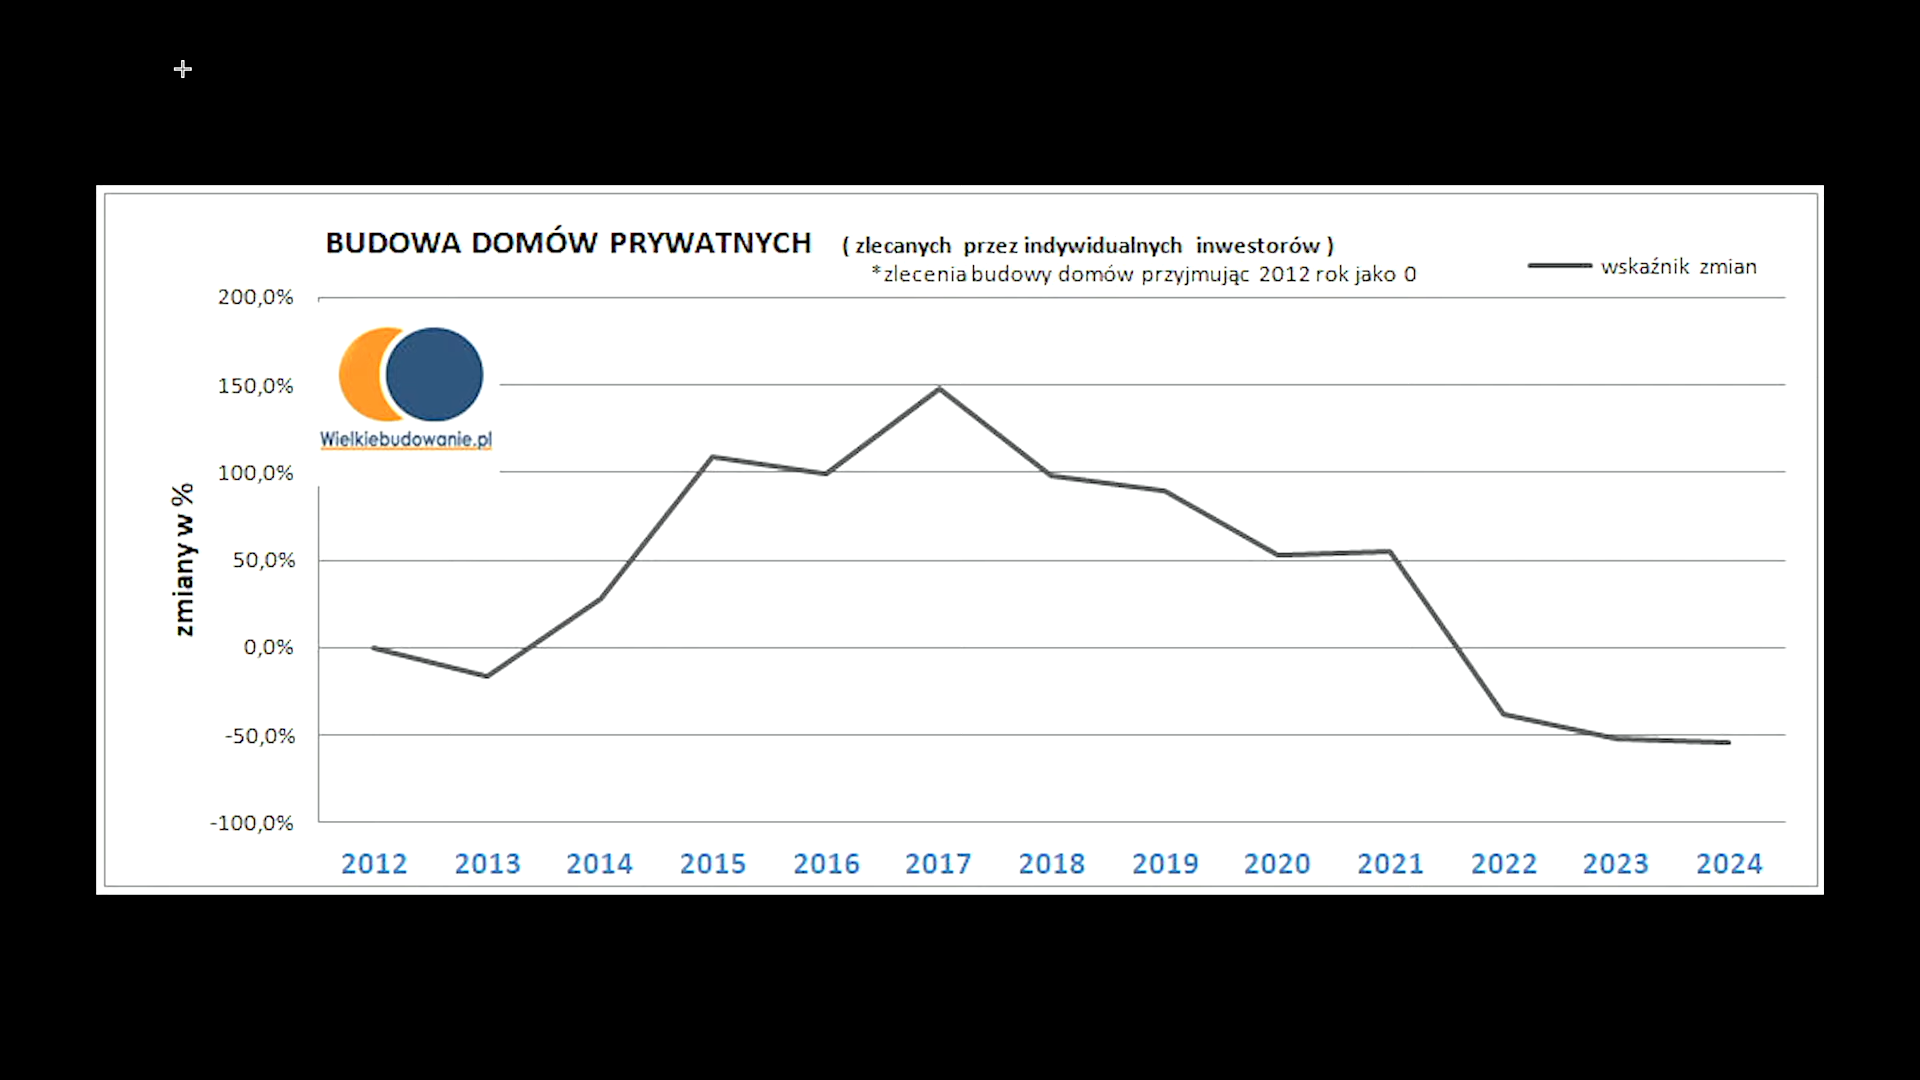 BUDOWA DOMÓW PRYWATNYCH ( zlecanych przez indywidualnych inwestorów )
*zlecenia budowy domów przyjmując 2012 rok jako 0
wskaźnik zmian
200,0%
150,0%
Wielkiebudowanie.pl
100,0%
zmiany w %
50,0%
0,0%
-50,0%
-100,0%
2012 2013 2014 2015 2016 2017 2018 2019 2020 2021 2022 2023 2024